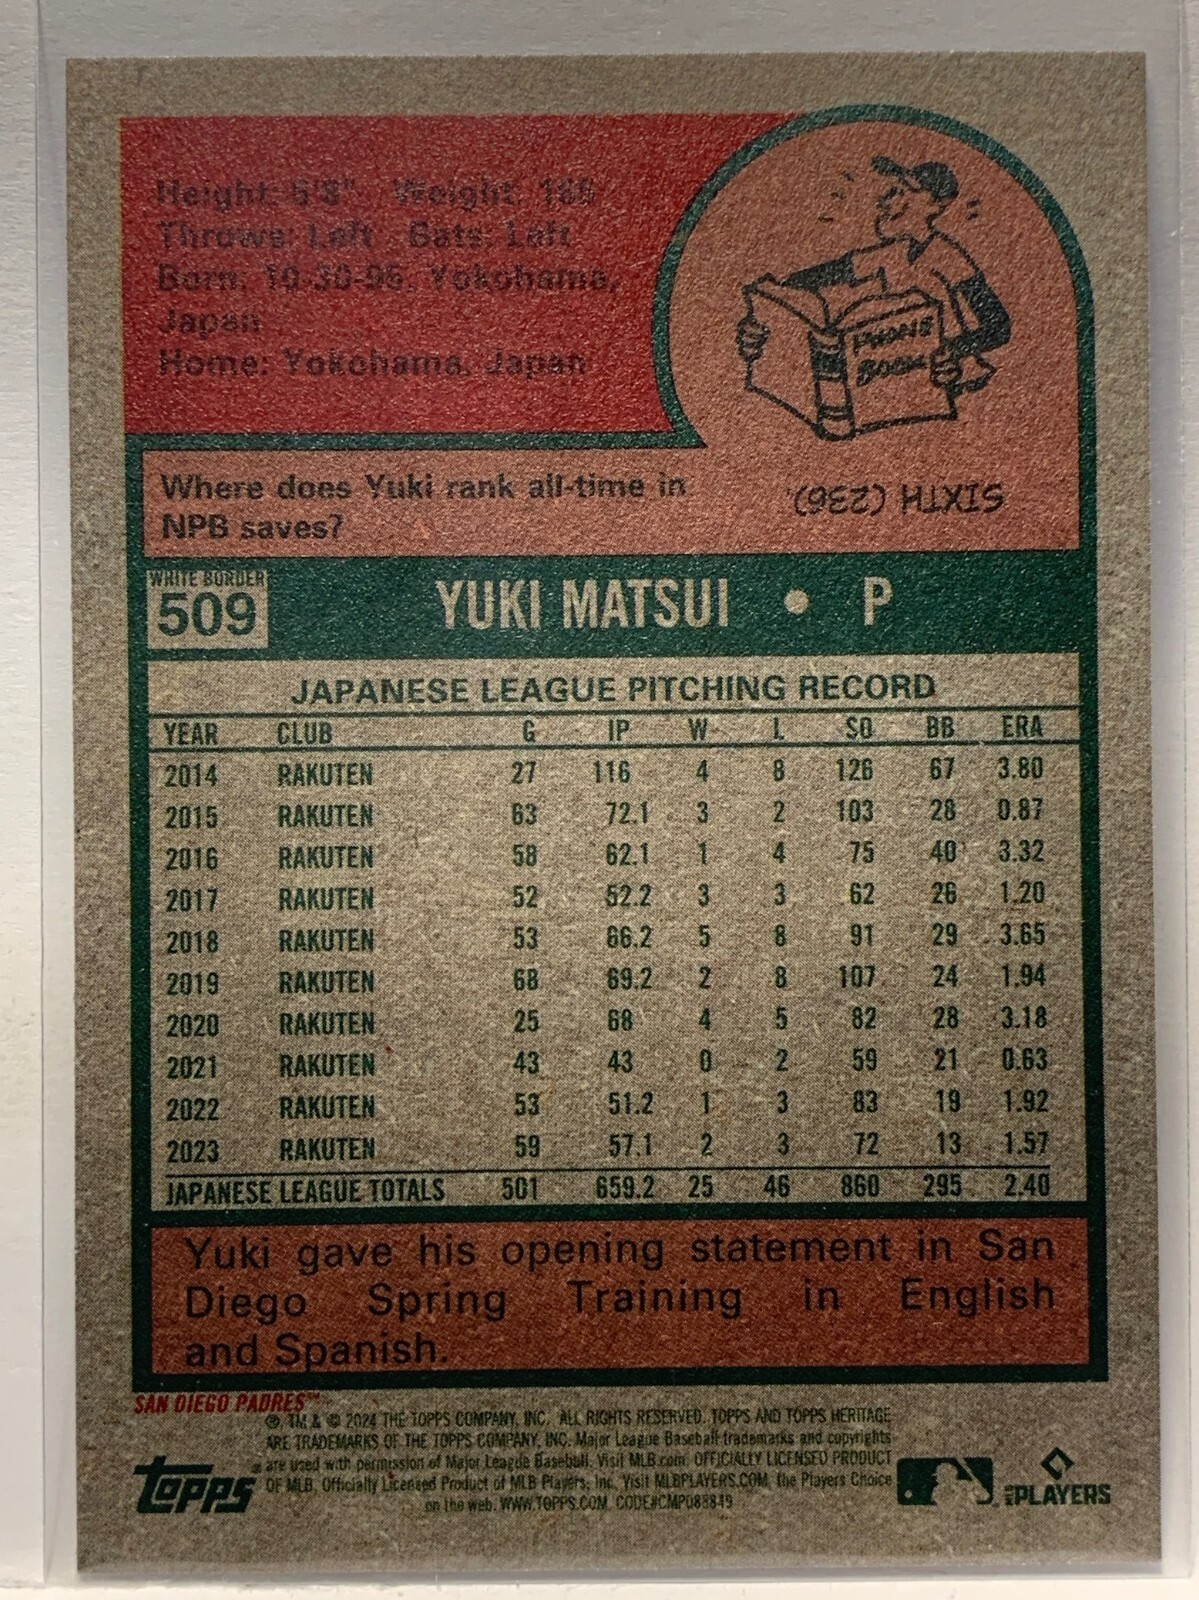 Height: 5'8" Weight: 165
Throws: Left Bats: Left
Born: 10-30-95, Yokohama,
Japan
Home: Yokohama, Japan
PHONE
BOOK
Where does Yuki rank all-time in
NPB saves?
SIXTH (236).
WHITE BORDER
509
YUKI MATSUI • P
JAPANESE LEAGUE PITCHING RECORD
YEAR CLUB G IP W L SO BB ERA
2014 RAKUTEN 27 116 4 8 126 67 3.80
2015 RAKUTEN 63 72.1 3 2 103 28 0.87
2016 RAKUTEN 58 62.1 1 4 75 40 3.32
2017 RAKUTEN 52 52.2 3 3 62 26 1.20
2018 RAKUTEN 53 66.2 5 8 91 29 3.65
2019 RAKUTEN 68 69.2 2 8 107 24 1.94
2020 RAKUTEN 25 68 4 5 82 28 3.18
2021 RAKUTEN 43 43 0 2 59 21 0.63
2022 RAKUTEN 53 51.2 1 3 83 19 1.92
2023 RAKUTEN 59 57.1 2 3 72 13 1.57
JAPANESE LEAGUE TOTALS 501 659.2 25 46 860 295 2.40
Yuki gave his opening statement in San
Diego Spring Training in English
and Spanish.
SAN DIEGO PADRES™
®, TM & © 2024 THE TOPPS COMPANY, INC. ALL RIGHTS RESERVED. TOPPS AND TOPPS HERITAGE
ARE TRADEMARKS OF THE TOPPS COMPANY, INC. Major League Baseball trademarks and copyrights
are used with permission of Major League Baseball. Visit MLB.com. OFFICIALLY LICENSED PRODUCT
OF MLB. Officially Licensed Product of MLB Players, Inc. Visit MLBPLAYERS.COM, the Players Choice
on the web. WWW.TOPPS.COM. CODE#CMP088849
TOPPS
MLB PLAYERS